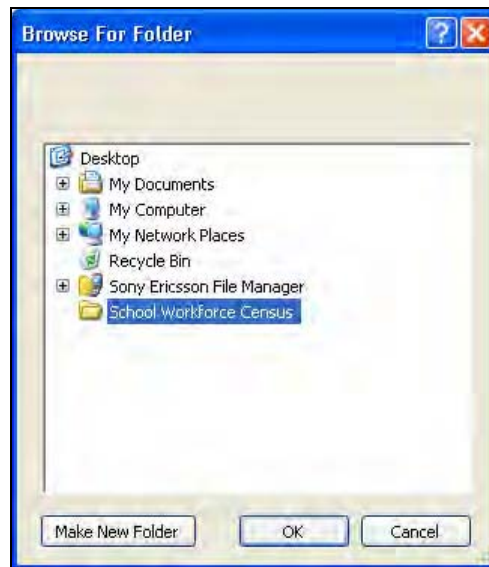 Browse For Folder
Desktop
My Documents
My Computer
My Network Places
Recycle Bin
Sony Ericsson File Manager
School Workforce Census
Make New Folder OK Cancel